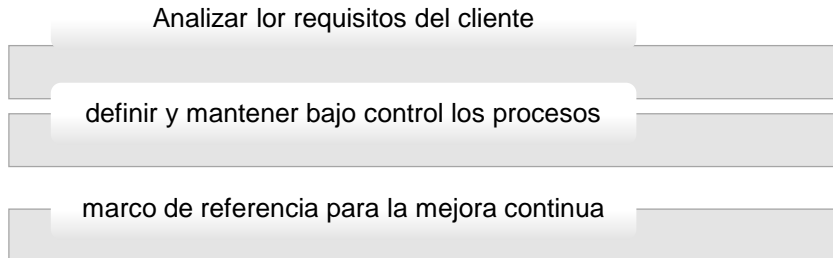 Analizar lor requisitos del cliente
definir y mantener bajo control los procesos
marco de referencia para la mejora continua